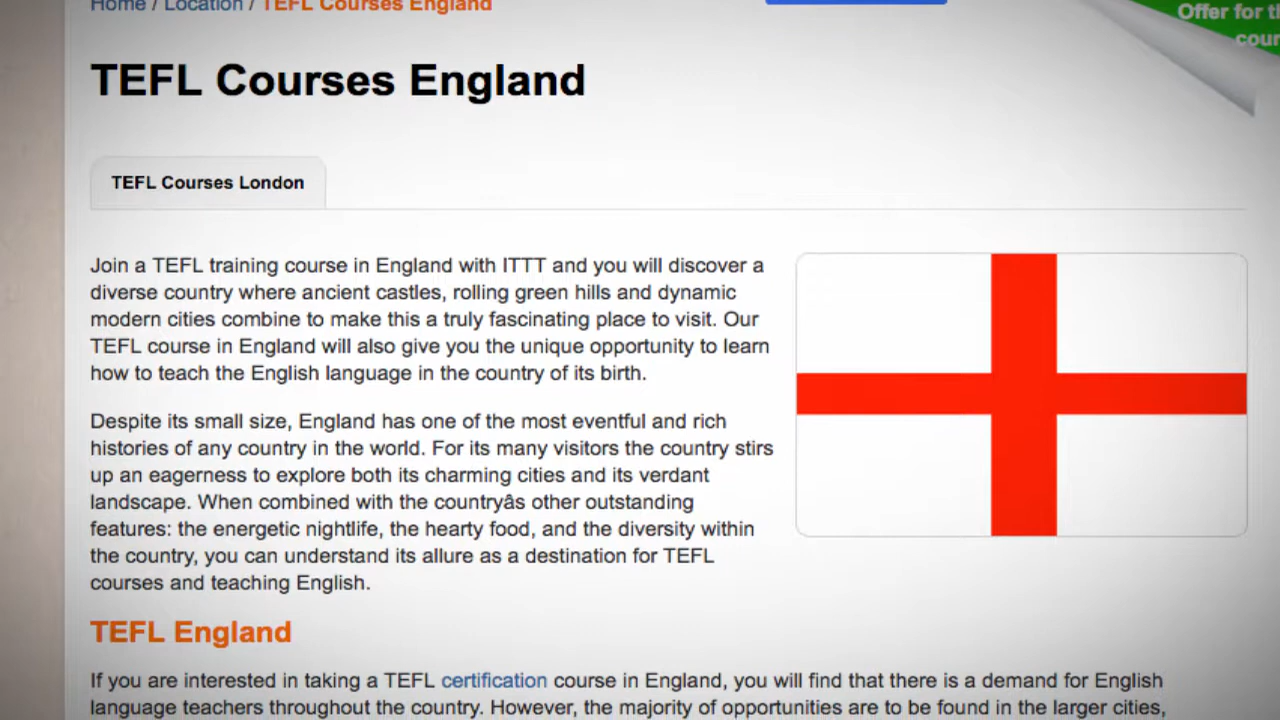 Home / Location / TEFL Courses England
Offer for
TEFL Courses England
TEFL Courses London
Join a TEFL training course in England with ITTT and you will discover a
diverse country where ancient castles, rolling green hills and dynamic
modern cities combine to make this a truly fascinating place to visit. Our
TEFL course in England will also give you the unique opportunity to learn
how to teach the English language in the country of its birth.
Despite its small size, England has one of the most eventful and rich
histories of any country in the world. For its many visitors the country stirs
up an eagerness to explore both its charming cities and its verdant
landscape. When combined with the countryâs other outstanding
features: the energetic nightlife, the hearty food, and the diversity within
the country, you can understand its allure as a destination for TEFL
courses and teaching English.
TEFL England
If you are interested in taking a TEFL certification course in England, you will find that there is a demand for English
language teachers throughout the country. However, the majority of opportunities are to be found in the larger cities,